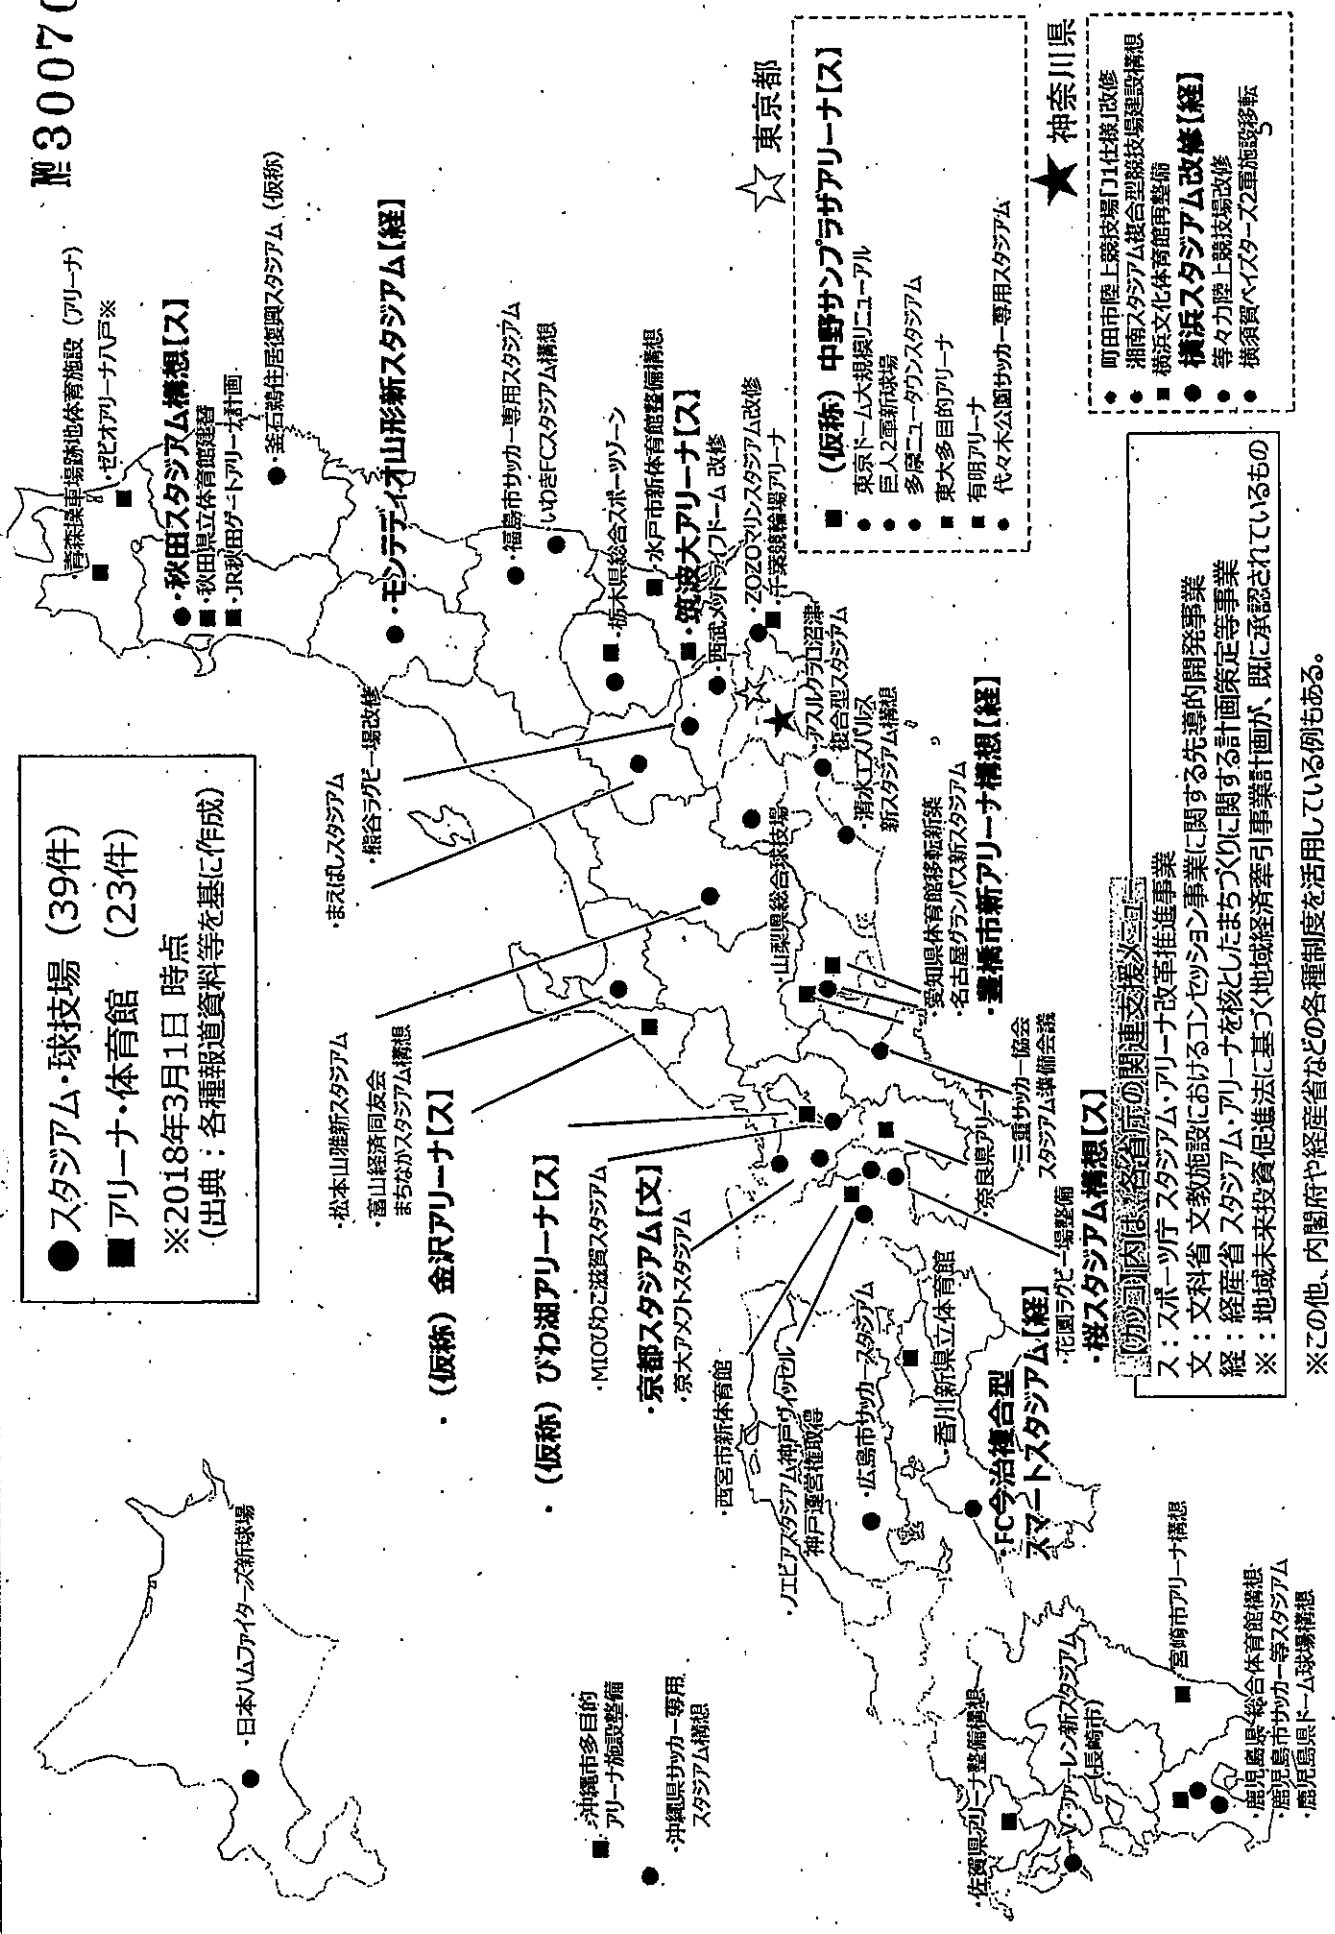 №3007
● スタジアム・球技場（39件）
■ アリーナ・体育館 （23件）
※2018年3月1日 時点
(出典：各種報道資料等を基に作成)
・日本ハムファイターズ新球場
・青森操車場跡地体育施設（アリーナ）
・ゼビオアリーナ八戸※
・秋田スタジアム構想【ス】
・秋田県立体育館建替
・JR秋田ゲートアリーナ計画
・釜石鵜住居復興スタジアム（仮称）
・モンテディオ山形新スタジアム【経】
・福島市サッカー専用スタジアム
・いわきFCスタジアム構想
・栃木県総合スポーツゾーン
・水戸市新体育館整備構想
・筑波大アリーナ【ス】
・西武メットライフドーム 改修
・ZOZOマリンスタジアム改修
・千葉競輪場アリーナ
・まえばしスタジアム
・熊谷ラグビー場改修
・松本山雅新スタジアム
・富山経済同友会
まちなかスタジアム構想
・（仮称）金沢アリーナ【ス】
・（仮称）びわ湖アリーナ【ス】
・MIOびわこ滋賀スタジアム
・京都スタジアム【文】
・京大アメフトスタジアム
・西宮市新体育館
・ノエビアスタジアム神戸ヴィッセル
神戸運営権取得
・広島市サッカースタジアム
・香川新県立体育館
・FC今治複合型
スマートスタジアム【経】
・アスルクラロ沼津
複合型スタジアム
・清水エスパルス
新スタジアム構想
・山梨県総合球技場
・愛知県体育館移転新築
・名古屋グランパス新スタジアム
・豊橋市新アリーナ構想【経】
・三重サッカー協会
スタジアム準備会議
・奈良県アリーナ
・花園ラグビー場整備
・桜スタジアム構想【ス】
・沖縄市多目的
アリーナ施設整備
・沖縄県サッカー専用
スタジアム構想
・佐賀県アリーナ整備構想
・V・ファーレン新スタジアム
（長崎市）
・宮崎市アリーナ構想
・鹿児島県総合体育館構想
・鹿児島市サッカー等スタジアム
・鹿児島県ドーム球場構想
☆ 東京都
■ （仮称）中野サンプラザアリーナ【ス】
● 東京ドーム大規模リニューアル
● 巨人2軍新球場
● 多摩ニュータウンスタジアム
■ 東大多目的アリーナ
■ 有明アリーナ
● 代々木公園サッカー専用スタジアム
★ 神奈川県
● 町田市陸上競技場「J1仕様」改修
● 湘南スタジアム複合型競技場建設構想
■ 横浜文化体育館再整備
● 横浜スタジアム改修【経】
● 等々力陸上競技場改修
● 横須賀ベイスターズ2軍施設移転
5
【カッコ】内は、各省庁の関連支援メニュー
ス：スポーツ庁 スタジアム・アリーナ改革推進事業
文：文科省 文教施設におけるコンセッション事業に関する先導的開発事業
経：経産省 スタジアム・アリーナを核としたまちづくりに関する計画策定等事業
※：地域未来投資促進法に基づく地域経済牽引事業計画が、既に承認されているもの
※この他、内閣府や経産省などの各種制度を活用している例もある。